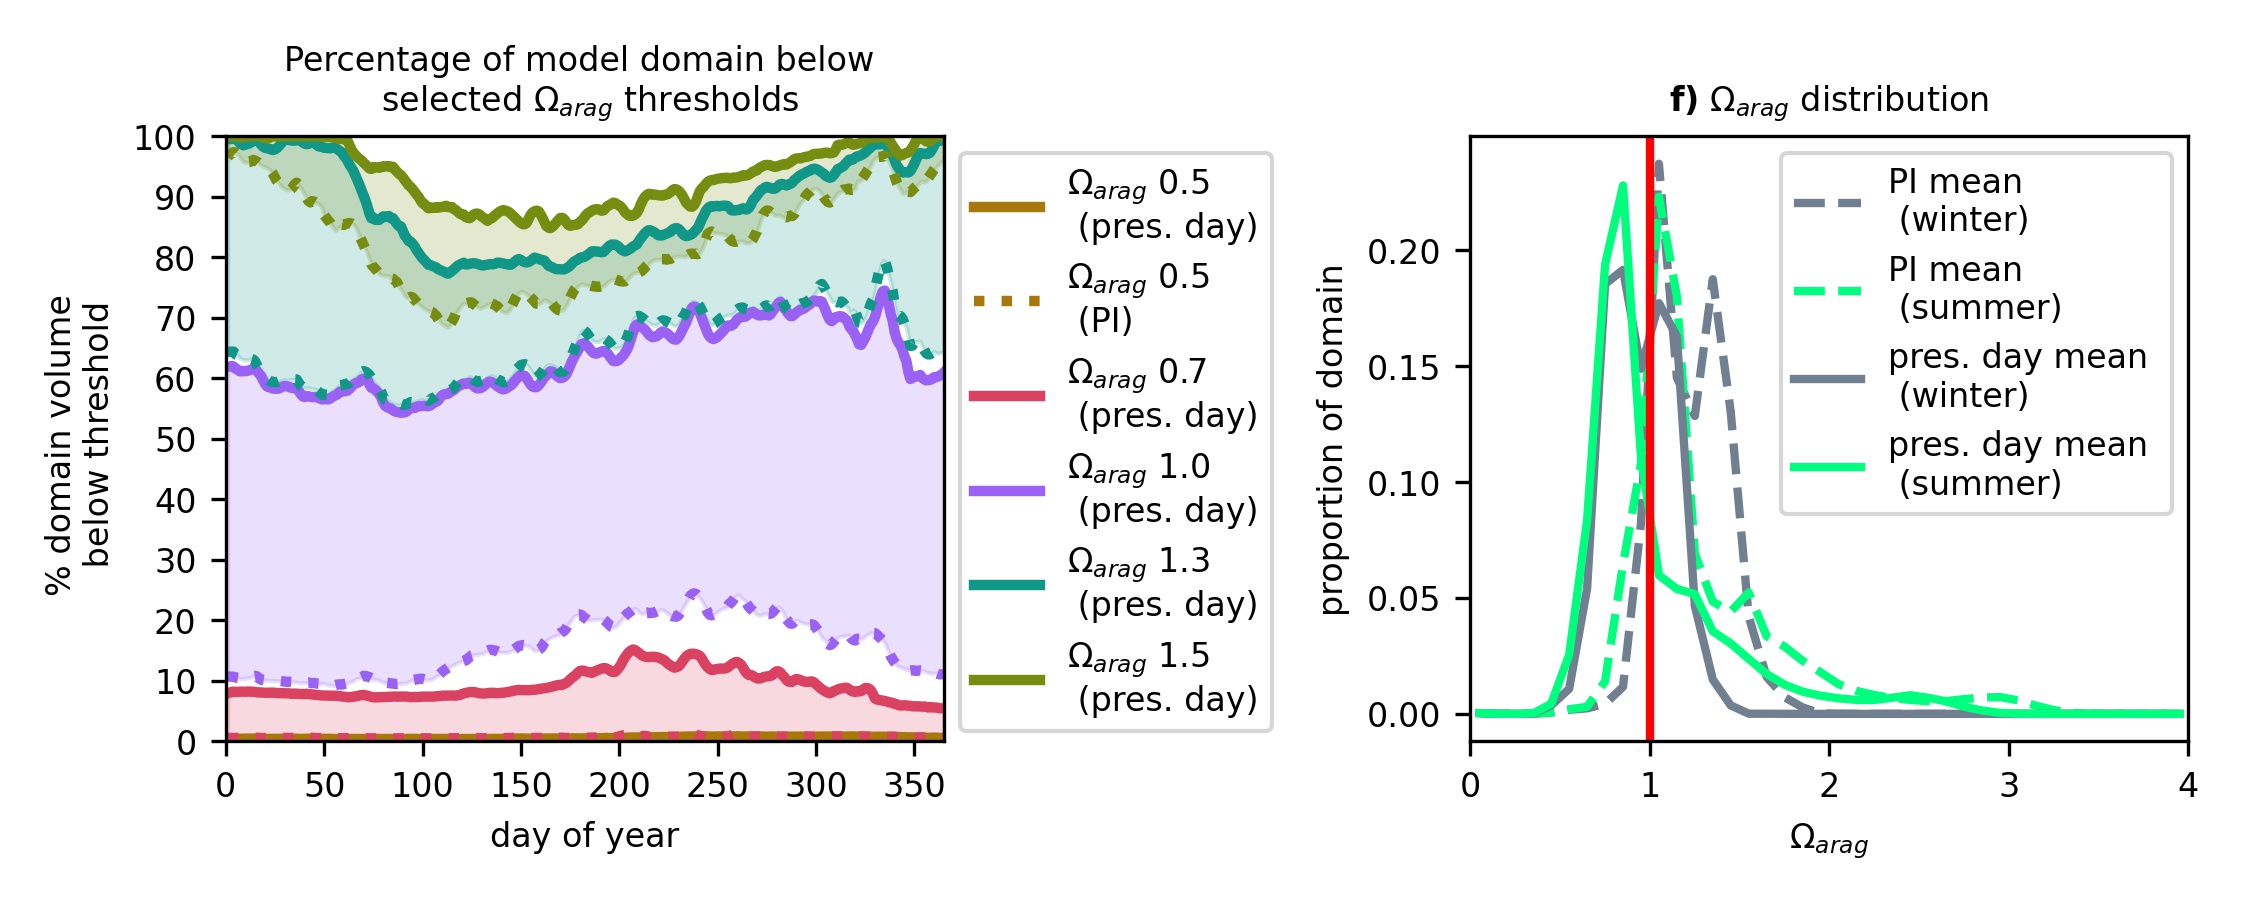 Percentage of model domain below
selected Ωarag thresholds
100
90
80
70
60
50
40
30
20
10
0
% domain volume
below threshold
0 50 100 150 200 250 300 350
day of year
Ωarag 0.5
(pres. day)
Ωarag 0.5
(PI)
Ωarag 0.7
(pres. day)
Ωarag 1.0
(pres. day)
Ωarag 1.3
(pres. day)
Ωarag 1.5
(pres. day)
f) Ωarag distribution
0.20
0.15
0.10
0.05
0.00
proportion of domain
PI mean
(winter)
PI mean
(summer)
pres. day mean
(winter)
pres. day mean
(summer)
0 1 2 3 4
Ωarag